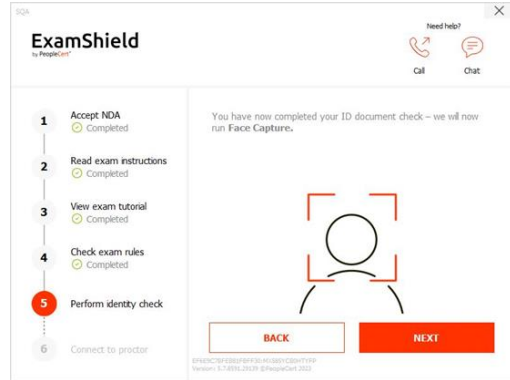 SQA
ExamShield
by PeopleCert
Need help?
Call
Chat
1
Accept NDA
Completed
2
Read exam instructions
Completed
3
View exam tutorial
Completed
4
Check exam rules
Completed
5
Perform identity check
6
Connect to proctor
You have now completed your ID document check – we will now
run Face Capture.
BACK
NEXT
©PeopleCert 2022